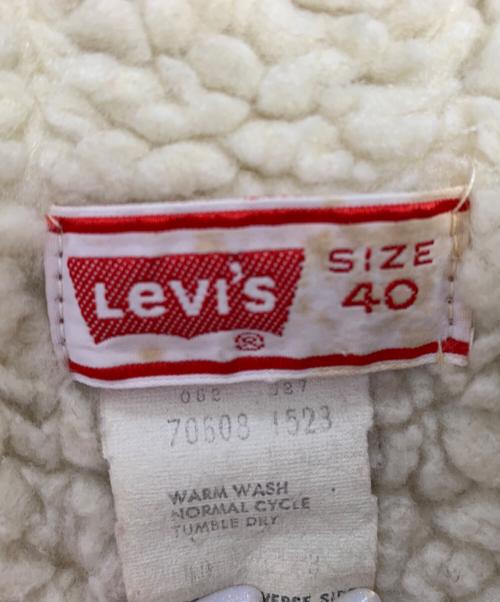 Levi's ®
SIZE
40
70608 1523
WARM WASH
NORMAL CYCLE
TUMBLE DRY